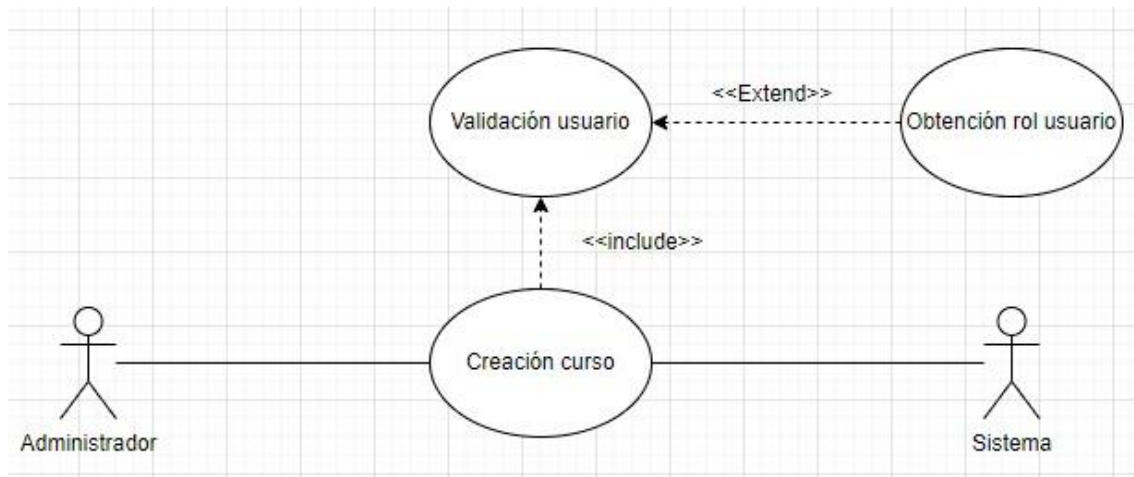 <<Extend>>
Validación usuario
Obtención rol usuario
<<include>>
Creación curso
Administrador
Sistema